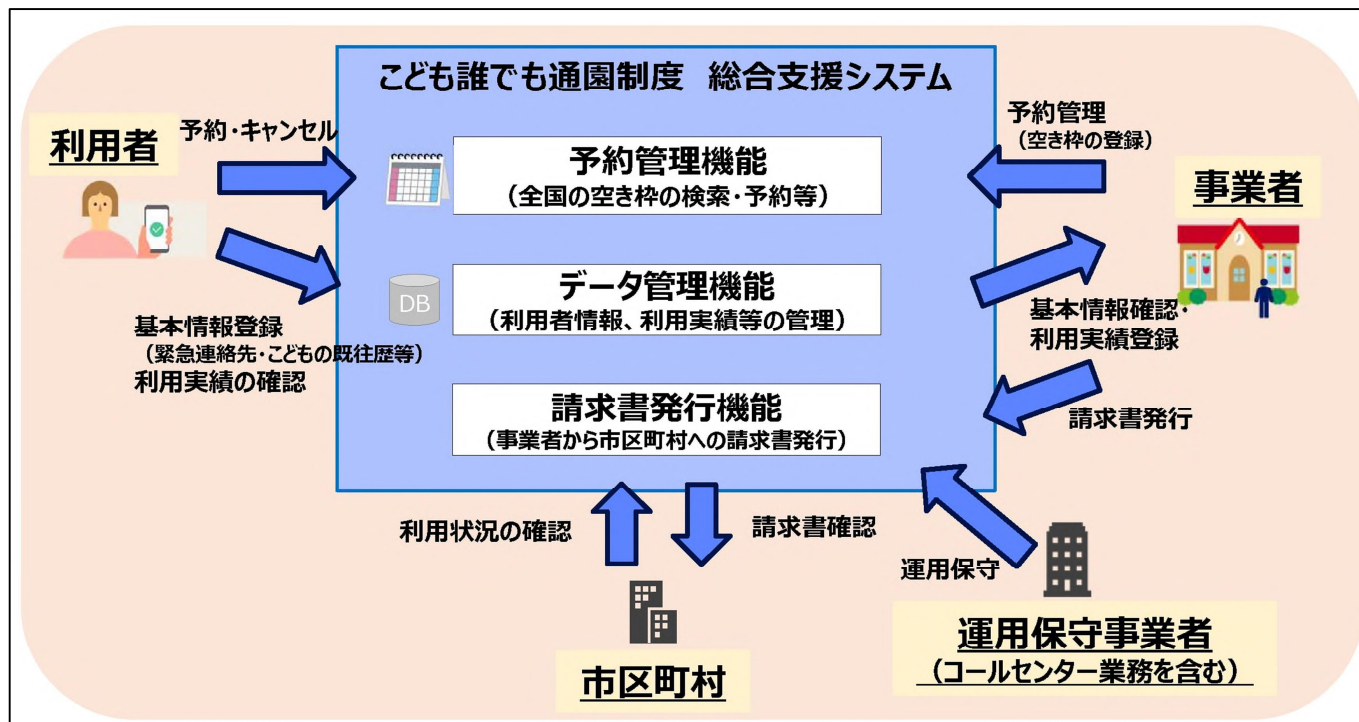 こども誰でも通園制度 総合支援システム
利用者
予約・キャンセル
基本情報登録
（緊急連絡先・こどもの既往歴等）
利用実績の確認
予約管理機能
（全国の空き枠の検索・予約等）
DB
データ管理機能
（利用者情報、利用実績等の管理）
請求書発行機能
（事業者から市区町村への請求書発行）
予約管理
（空き枠の登録）
事業者
基本情報確認・
利用実績登録
請求書発行
利用状況の確認
請求書確認
市区町村
運用保守
運用保守事業者
（コールセンター業務を含む）